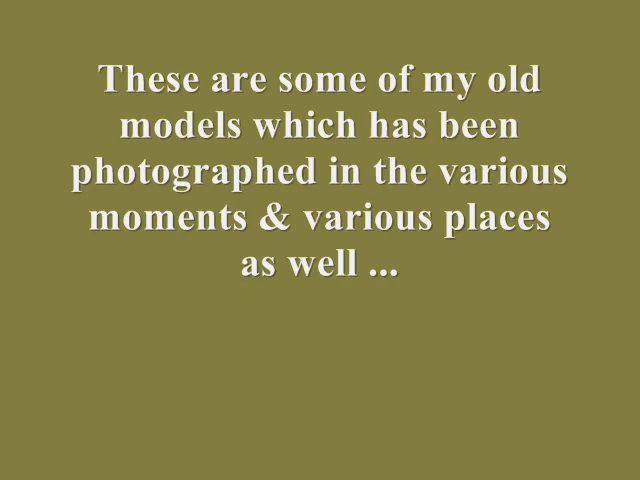 These are some of my old
models which has been
photographed in the various
moments & various places
as well ...